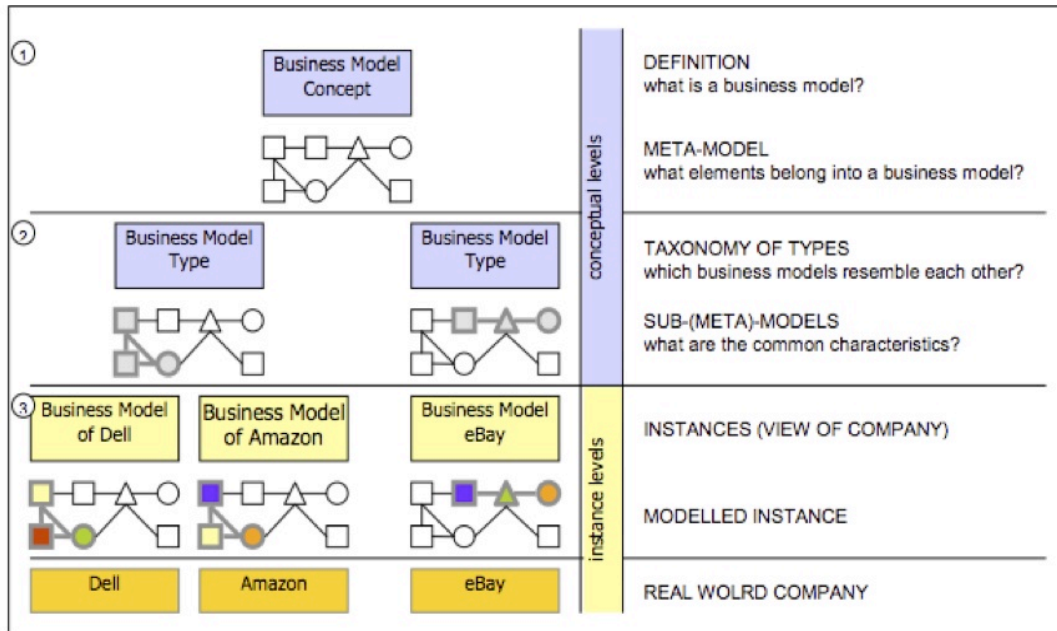 1
Business Model
Concept
DEFINITION
what is a business model?
META-MODEL
what elements belong into a business model?
conceptual levels
2
Business Model
Type
Business Model
Type
TAXONOMY OF TYPES
which business models resemble each other?
SUB-(META)-MODELS
what are the common characteristics?
3
Business Model
of Dell
Business Model
of Amazon
Business Model
eBay
INSTANCES (VIEW OF COMPANY)
MODELLED INSTANCE
instance levels
Dell
Amazon
eBay
REAL WOLRD COMPANY